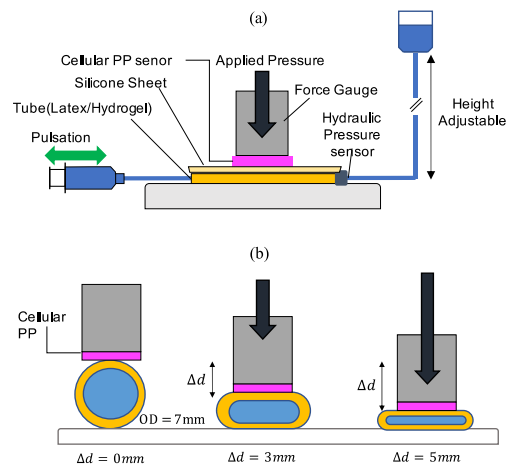 (a)
Cellular PP senor
Applied Pressure
Silicone Sheet
Force Gauge
Tube(Latex/Hydrogel)
Hydraulic
Pressure
sensor
Height
Adjustable
Pulsation
(b)
Cellular
PP
Δd
Δd
OD = 7mm
Δd = 0mm
Δd = 3mm
Δd = 5mm